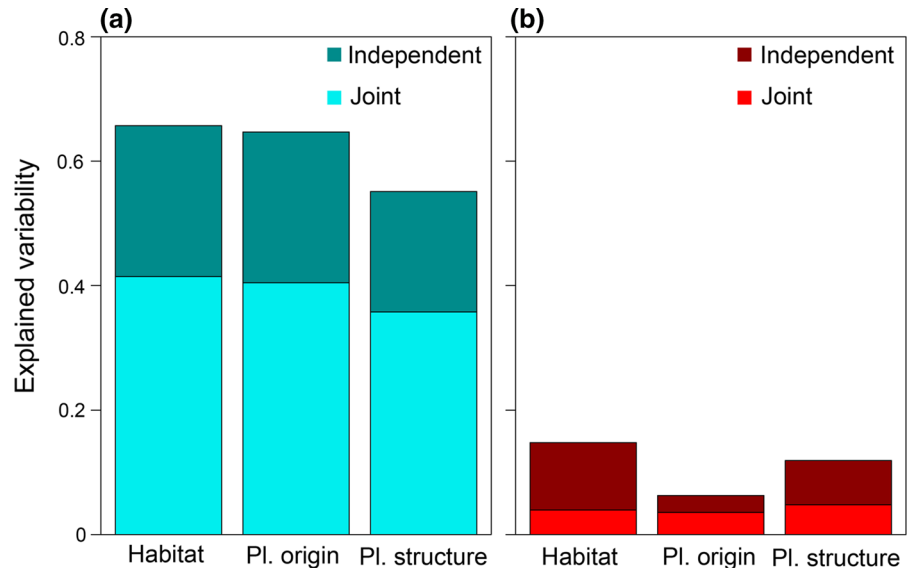 (a)
Independent
Joint
Explained variability
0.8
0.6
0.4
0.2
0
Habitat
Pl. origin
Pl. structure
(b)
Independent
Joint
Habitat
Pl. origin
Pl. structure